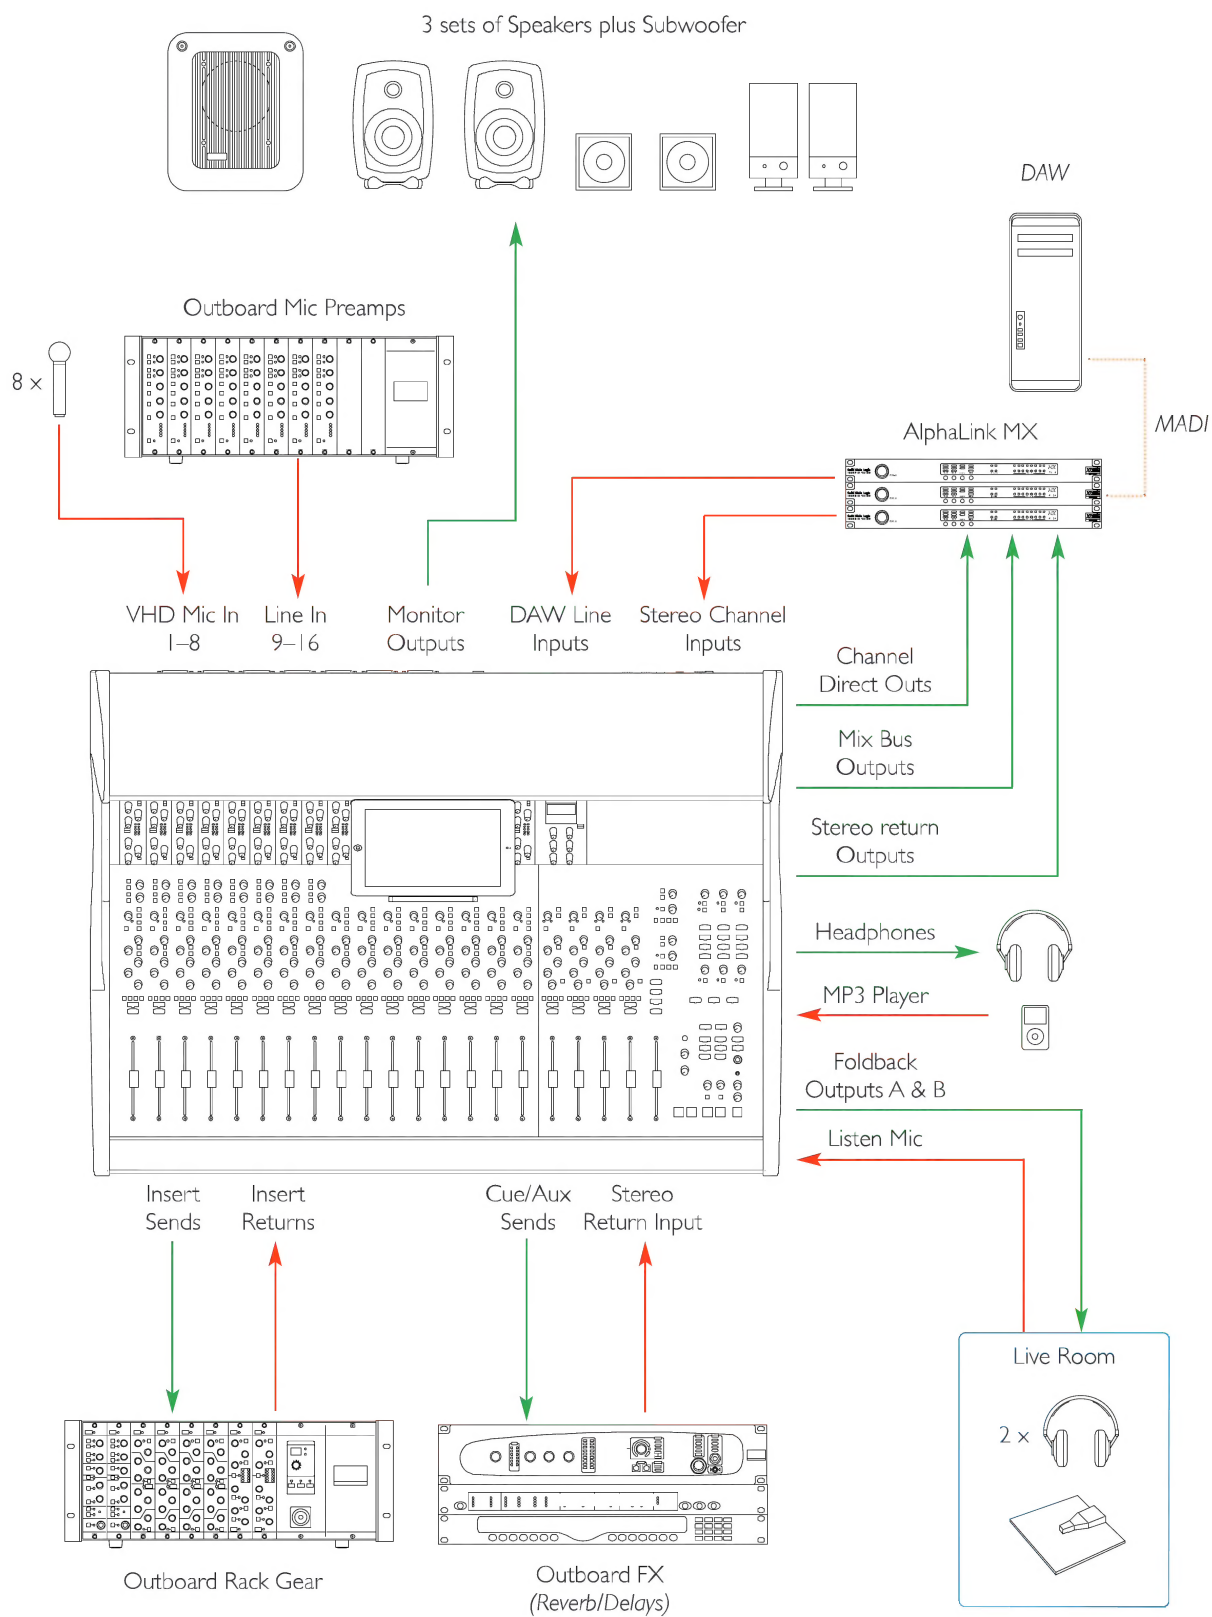 3 sets of Speakers plus Subwoofer
DAW
Outboard Mic Preamps
8 x
MADI
AlphaLink MX
VHD Mic In
1–8
Line In
9–16
Monitor
Outputs
DAW Line
Inputs
Stereo Channel
Inputs
Channel
Direct Outs
Mix Bus
Outputs
Stereo return
Outputs
Headphones
MP3 Player
Foldback
Outputs A & B
Listen Mic
Insert
Sends
Insert
Returns
Cue/Aux
Sends
Stereo
Return Input
Live Room
2 x
Outboard Rack Gear
Outboard FX
(Reverb/Delays)